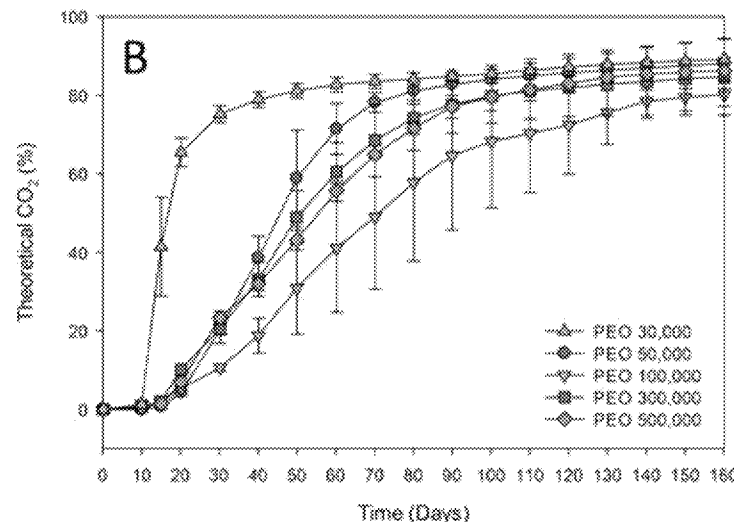 B
100
80
60
40
20
0
Theoretical CO₂ (%)
PEO 30,000
PEO 60,000
PEO 100,000
PEO 300,000
PEO 500,000
0 10 20 30 40 50 60 70 80 90 100 110 120 130 140 150 160
Time (Days)